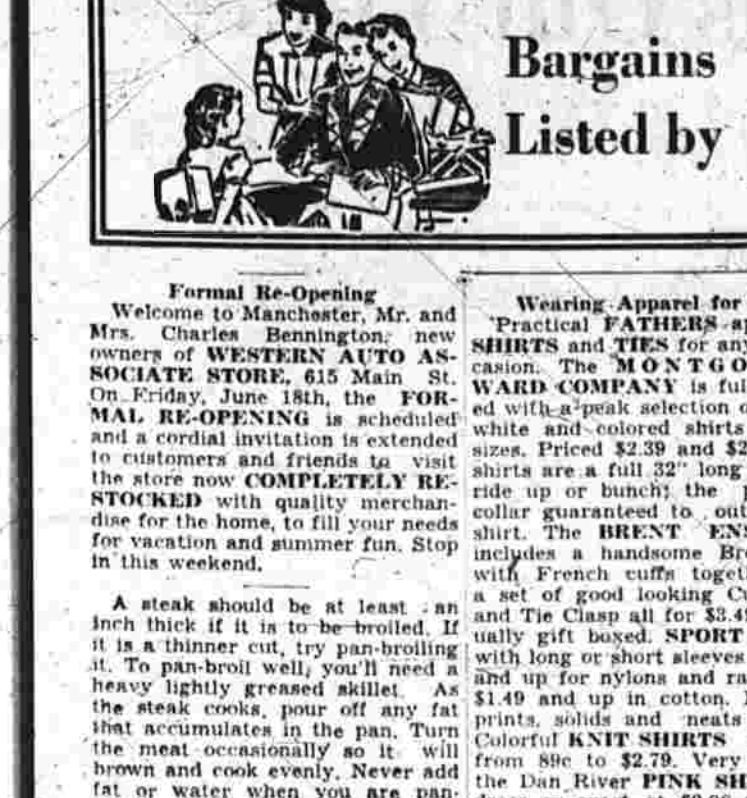 Bargains
Listed by
Formal Re-Opening
Welcome to Manchester, Mr. and
Mrs. Charles Bennington, new
owners of WESTERN AUTO AS-
SOCIATE STORE, 615 Main St.
On Friday, June 18th, the FOR-
MAL RE-OPENING is scheduled
and a cordial invitation is extended
to customers and friends to visit
the store now COMPLETELY RE-
STOCKED with quality merchan-
dise for the home, to fill your needs
for vacation and summer fun. Stop
in this weekend.
A steak should be at least an
inch thick if it is to be broiled. If
it is a thinner cut, try pan-broiling
it. To pan-broil well, you'll need a
heavy lightly greased skillet. As
the steak cooks, pour off any fat
that accumulates in the pan. Turn
the meat occasionally so it will
brown and cook evenly. Never add
fat or water when you are pan-
Wearing Apparel for
Practical FATHERS
SHIRTS and TIES for any
casion. The MONTGO
WARD COMPANY is ful
ed with a peak selection
white and colored shirts
sizes. Priced $2.39 and $2
shirts are a full 32" long
ride up or bunch; the
collar guaranteed to out
shirt. The BRENT EN
includes a handsome Br
with French cuffs toget
a set of good looking C
and Tie Clasp all for $3.4
ually gift boxed. SPORT
with long or short sleeves
and up for nylons and ra
$1.49 and up in cotton.
prints, solids and neats
Colorful KNIT SHIRTS
from 89c to $2.79. Very
the Dan River PINK SH